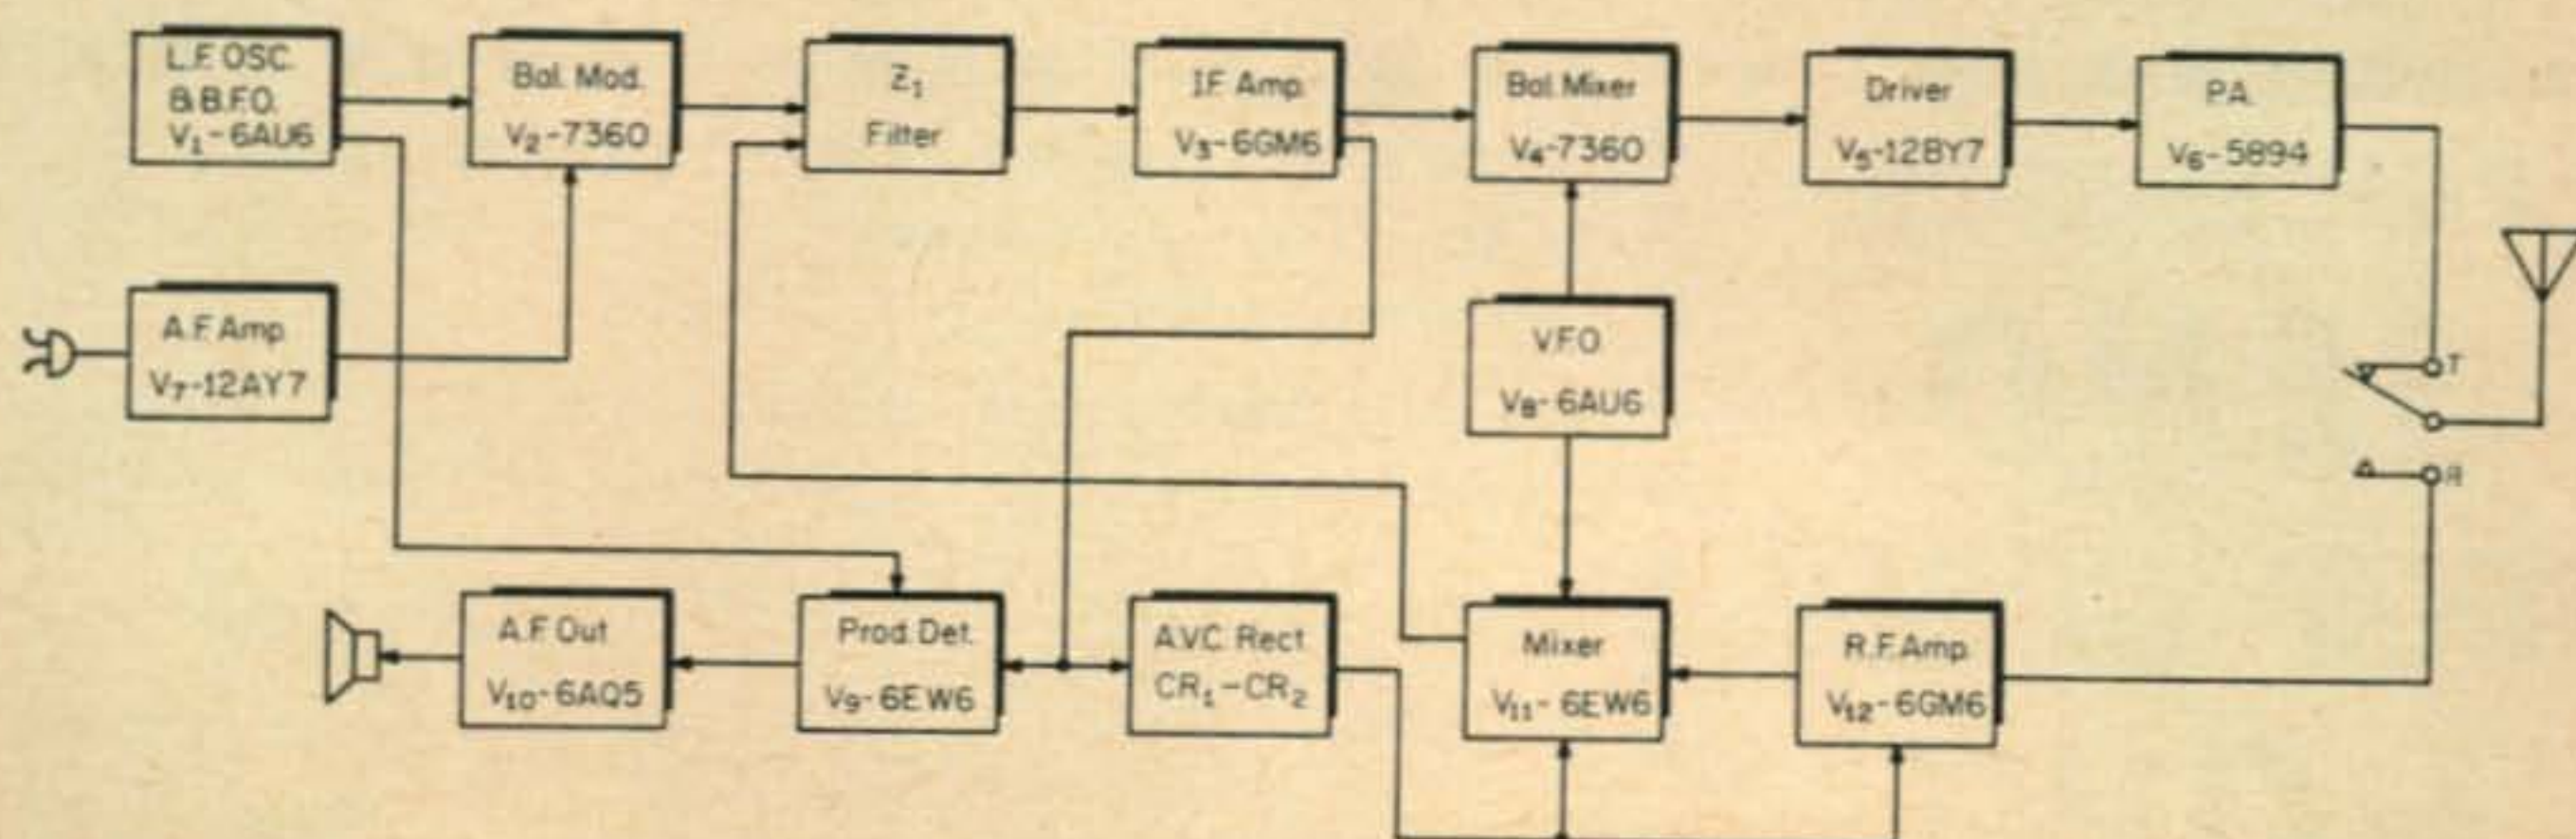 L.F. OSC.
& B.F.O.
V₁-6AU6
Bal. Mod.
V₂-7360
Z₁
Filter
I.F. Amp.
V₃-6GM6
Bal. Mixer
V₄-7360
Driver
V₅-12BY7
P.A.
V₆-5894
A.F. Amp.
V₇-12AY7
V.F.O.
V₈-6AU6
T
R
A.F. Out
V₁₀-6AQ5
Prod. Det.
V₉-6EW6
A.V.C. Rect.
CR₁-CR₂
Mixer
V₁₁-6EW6
R.F. Amp.
V₁₂-6GM6